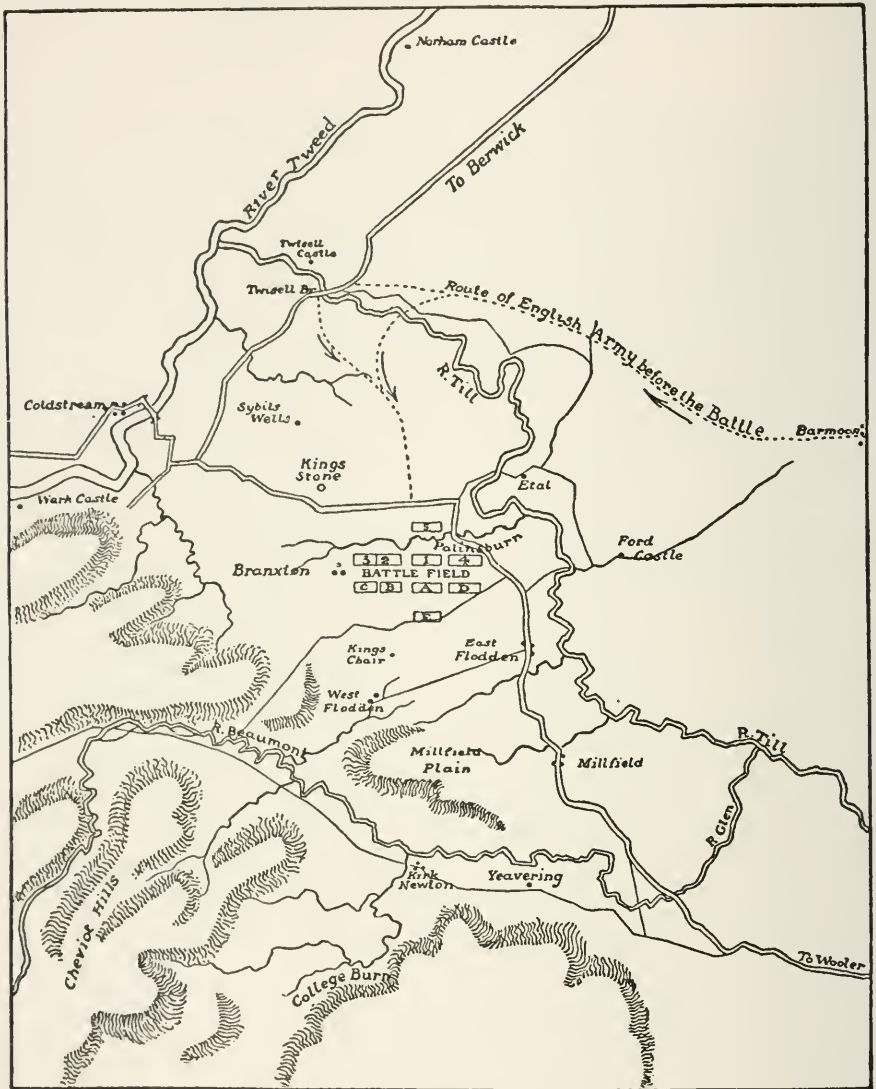 Norham Castle
River Tweed
To Berwick
Twisell
Castle
Twisell Br.
Route of English Army before the Battle
R. Till
Coldstream
Sybils
Wells
Barmoor
Kings
Stone
Wark Castle
Etal
Ford
Castle
5
Palinsburn
3 2 1 4
Branxton
BATTLE FIELD
C B A D
E
Kings
Chair
East
Flodden
West
Flodden
R. Beaumont
Millfield
Plain
Millfield
R. Till
R. Glen
Kirk
Newton
Yeavering
Cheviot Hills
College Burn
To Wooler